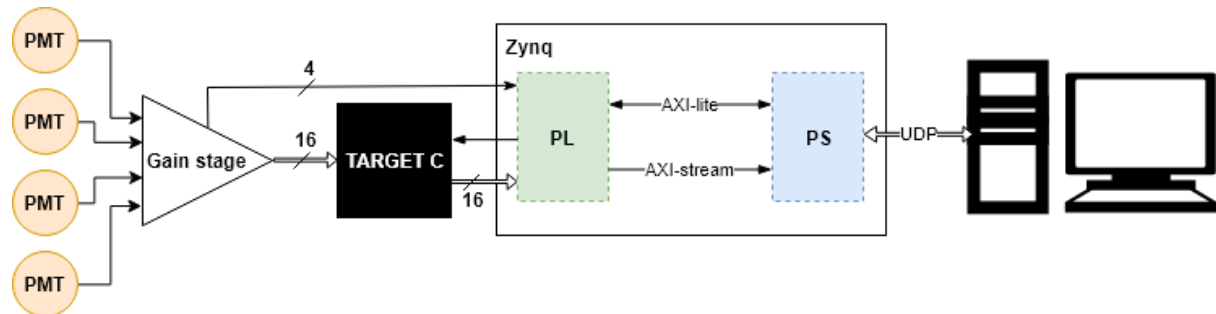 PMT
PMT
PMT
PMT
Gain stage
4
16
TARGET C
16
Zynq
PL
AXI-lite
AXI-stream
PS
UDP